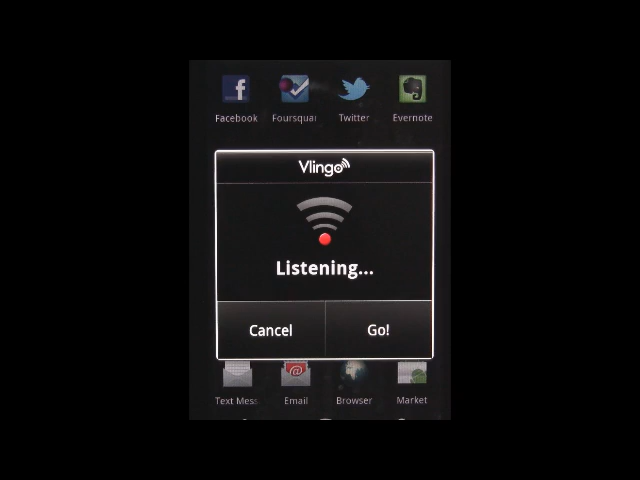 Facebook Foursquar Twitter Evernote
Vlingo
Listening...
Cancel Go!
Text Mess Email Browser Market